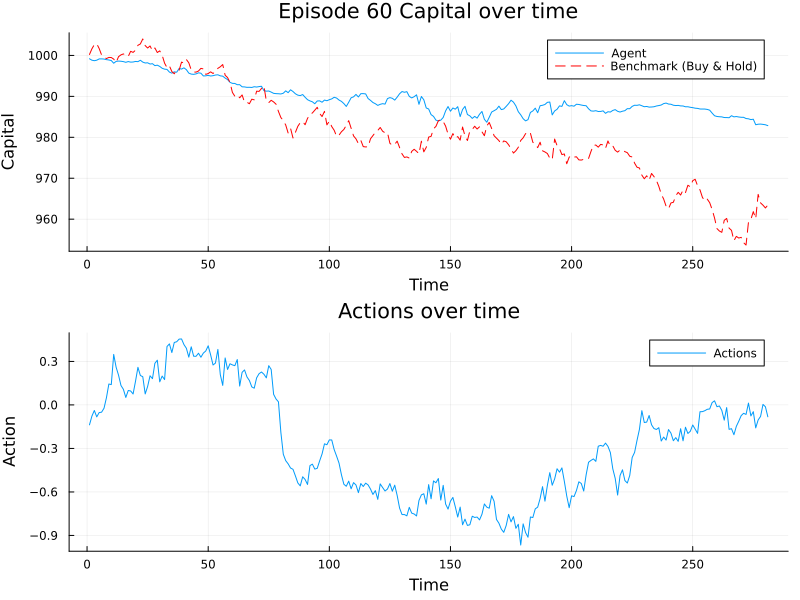 Episode 60 Capital over time
Capital
1000
990
980
970
960
Agent
Benchmark (Buy & Hold)
0 50 100 150 200 250
Time
Actions over time
Action
0.3
0.0
−0.3
−0.6
−0.9
Actions
0 50 100 150 200 250
Time